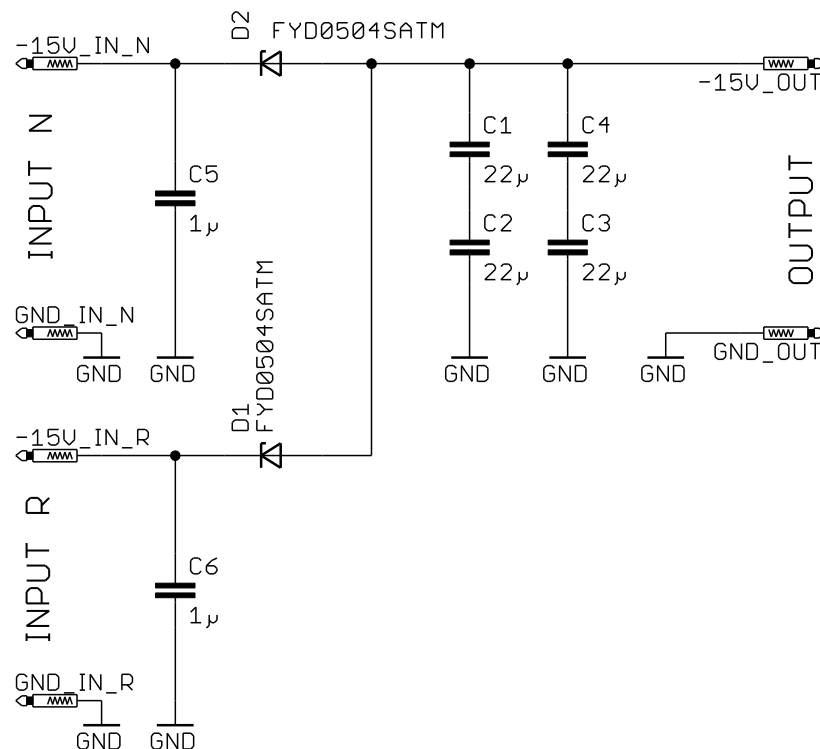 D2
FYD0504SATM
-15V_IN_N
-15V_OUT
INPUT N
C1
22µ
C4
22µ
C5
1µ
C2
22µ
C3
22µ
OUTPUT
GND_IN_N
GND
GND
GND
GND
GND
GND_OUT
D1
FYD0504SATM
-15V_IN_R
INPUT R
C6
1µ
GND_IN_R
GND
GND